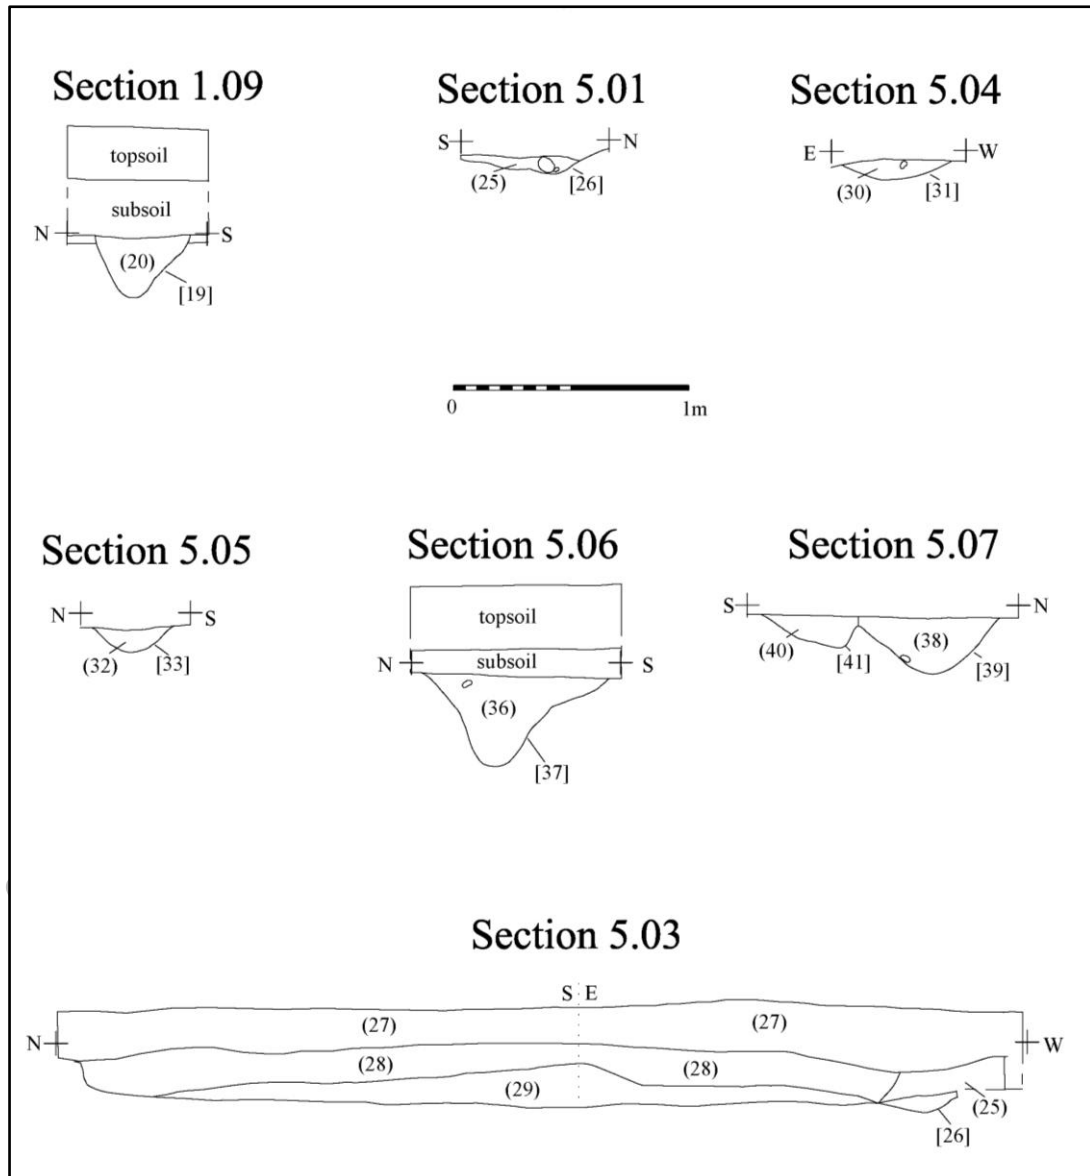 Section 1.09
topsoil
subsoil
N S
(20)
[19]
Section 5.01
S N
(25) [26]
Section 5.04
E W
(30) [31]
0 1m
Section 5.05
N S
(32) [33]
Section 5.06
topsoil
N subsoil S
(36)
[37]
Section 5.07
S N
(40) [41] (38) [39]
Section 5.03
S E
N (27) (27) W
(28) (28)
(29) (25)
[26]